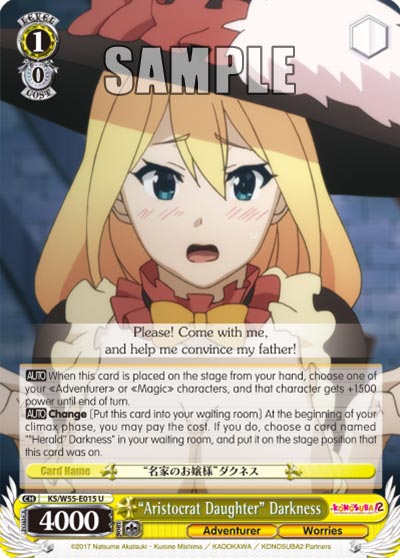 LEVEL
1
0
COST
SAMPLE
Please! Come with me,
and help me convince my father!
AUTO When this card is placed on the stage from your hand, choose one of
your «Adventurer» or «Magic» characters, and that character gets +1500
power until end of turn.
AUTO Change [Put this card into your waiting room] At the beginning of your
climax phase, you may pay the cost. If you do, choose a card named
""Herald" Darkness" in your waiting room, and put it on the stage position that
this card was in.
Card Name
“名家のお嬢様”ダクネス
CH KS/W55-E015 U
4000
"Aristocrat Daughter" Darkness
KONOSUBA 2
Adventurer
Worries
©2017 Natsume Akatsuki・Kurone Mishima / KADOKAWA / KONOSUBA2 Partners